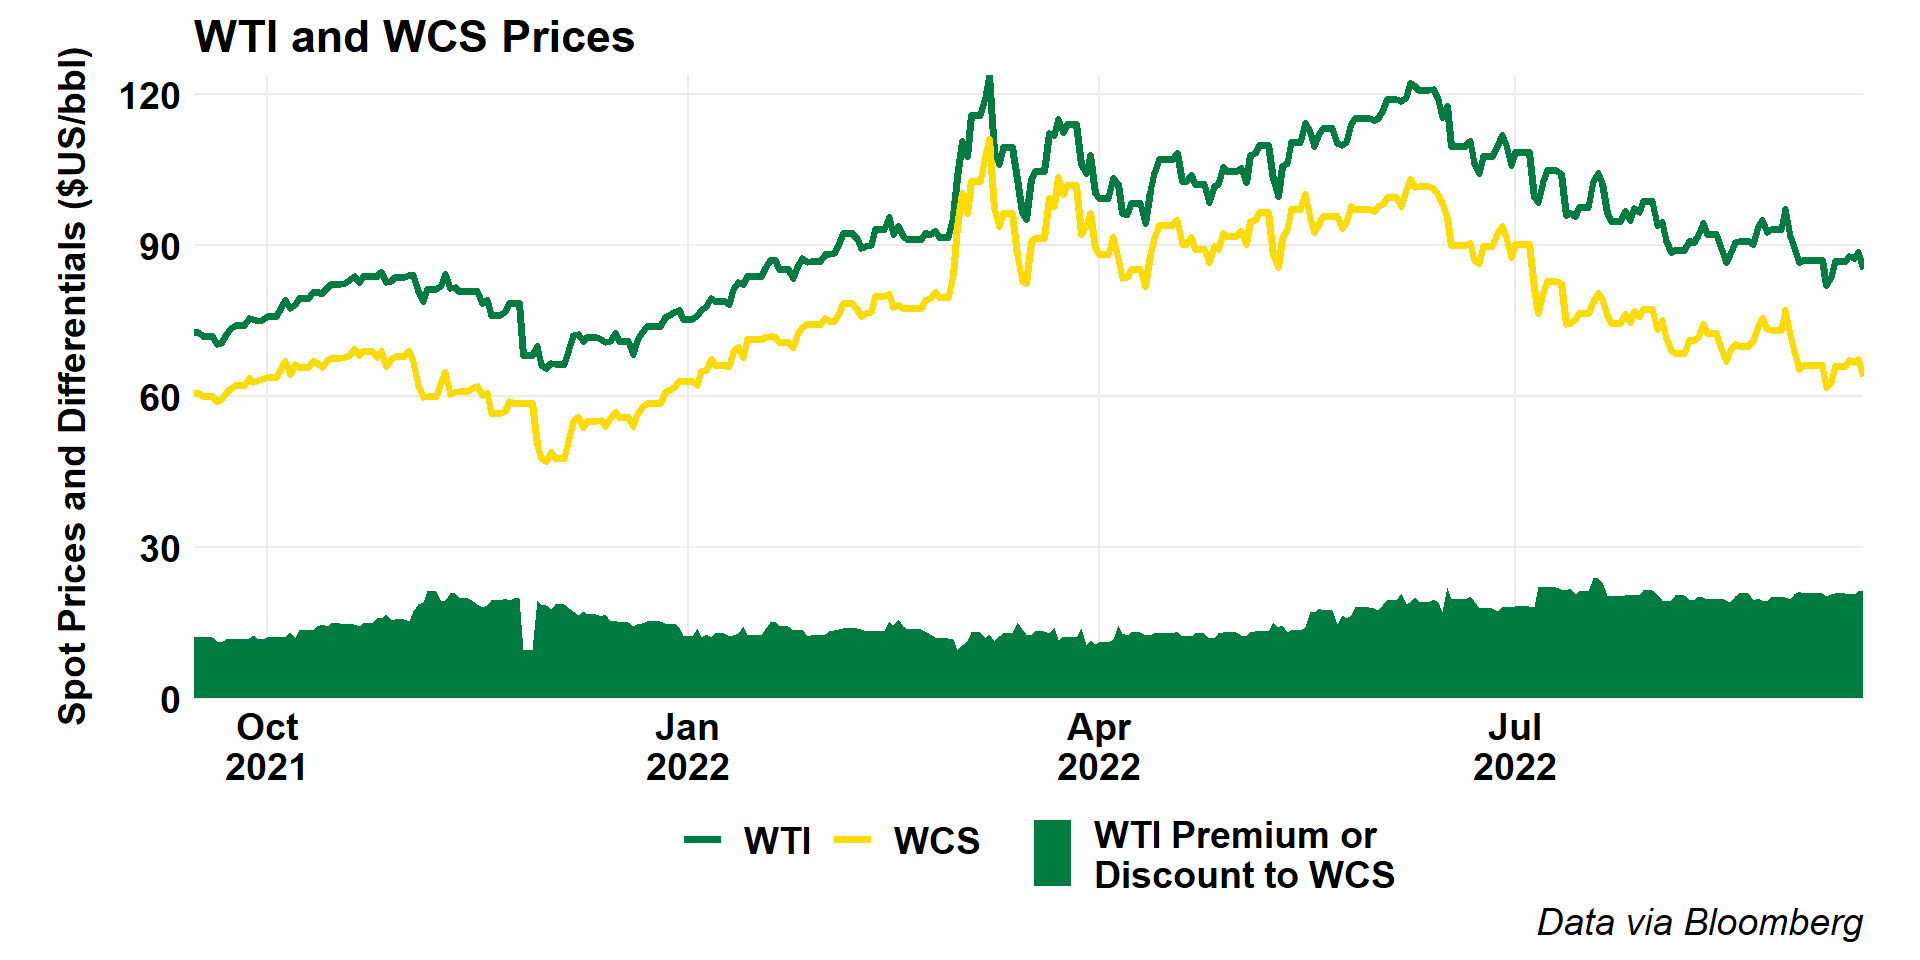 WTI and WCS Prices
Spot Prices and Differentials ($US/bbl)
120
90
60
30
0
Oct
2021
Jan
2022
Apr
2022
Jul
2022
WTI
WCS
WTI Premium or
Discount to WCS
Data via Bloomberg